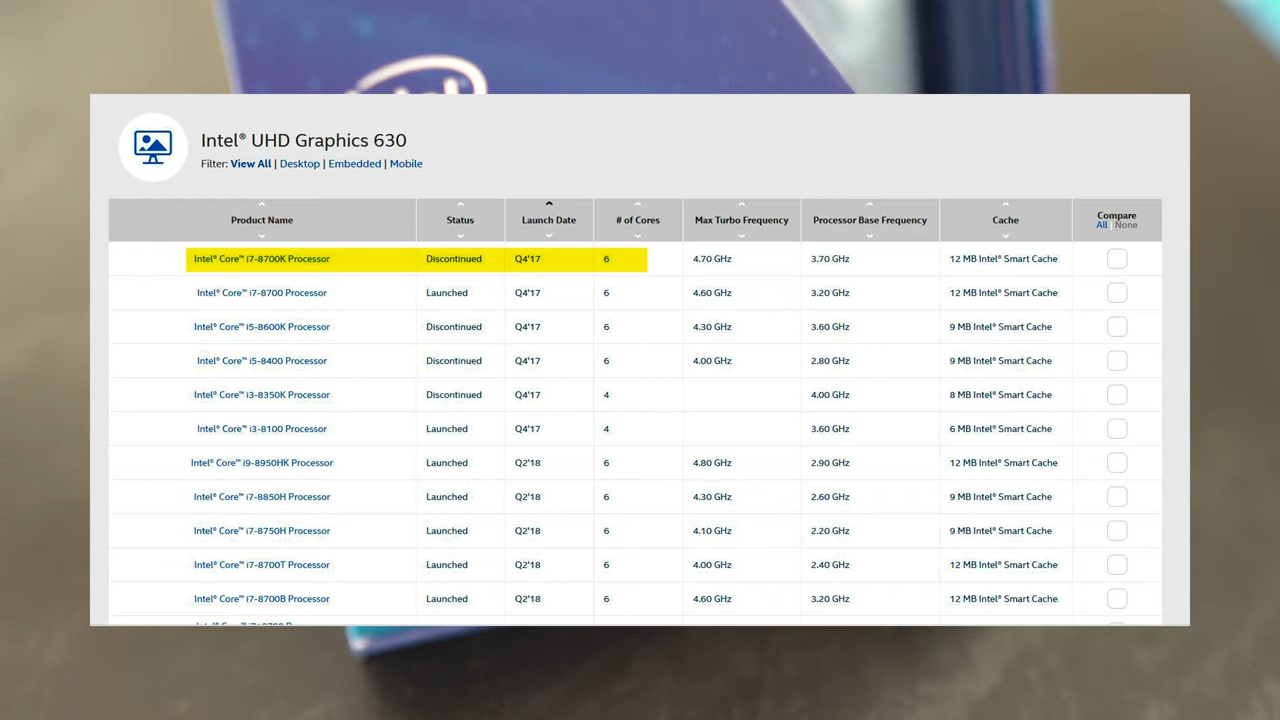 intel
Intel® UHD Graphics 630
Filter: View All | Desktop | Embedded | Mobile
Product Name Status Launch Date # of Cores Max Turbo Frequency Processor Base Frequency Cache Compare
All | None
Intel® Core™ i7-8700K Processor Discontinued Q4'17 6 4.70 GHz 3.70 GHz 12 MB Intel® Smart Cache
Intel® Core™ i7-8700 Processor Launched Q4'17 6 4.60 GHz 3.20 GHz 12 MB Intel® Smart Cache
Intel® Core™ i5-8600K Processor Discontinued Q4'17 6 4.30 GHz 3.60 GHz 9 MB Intel® Smart Cache
Intel® Core™ i5-8400 Processor Discontinued Q4'17 6 4.00 GHz 2.80 GHz 9 MB Intel® Smart Cache
Intel® Core™ i3-8350K Processor Discontinued Q4'17 4 4.00 GHz 8 MB Intel® Smart Cache
Intel® Core™ i3-8100 Processor Launched Q4'17 4 3.60 GHz 6 MB Intel® Smart Cache
Intel® Core™ i9-8950HK Processor Launched Q2'18 6 4.80 GHz 2.90 GHz 12 MB Intel® Smart Cache
Intel® Core™ i7-8850H Processor Launched Q2'18 6 4.30 GHz 2.60 GHz 9 MB Intel® Smart Cache
Intel® Core™ i7-8750H Processor Launched Q2'18 6 4.10 GHz 2.20 GHz 9 MB Intel® Smart Cache
Intel® Core™ i7-8700T Processor Launched Q2'18 6 4.00 GHz 2.40 GHz 12 MB Intel® Smart Cache
Intel® Core™ i7-8700B Processor Launched Q2'18 6 4.60 GHz 3.20 GHz 12 MB Intel® Smart Cache